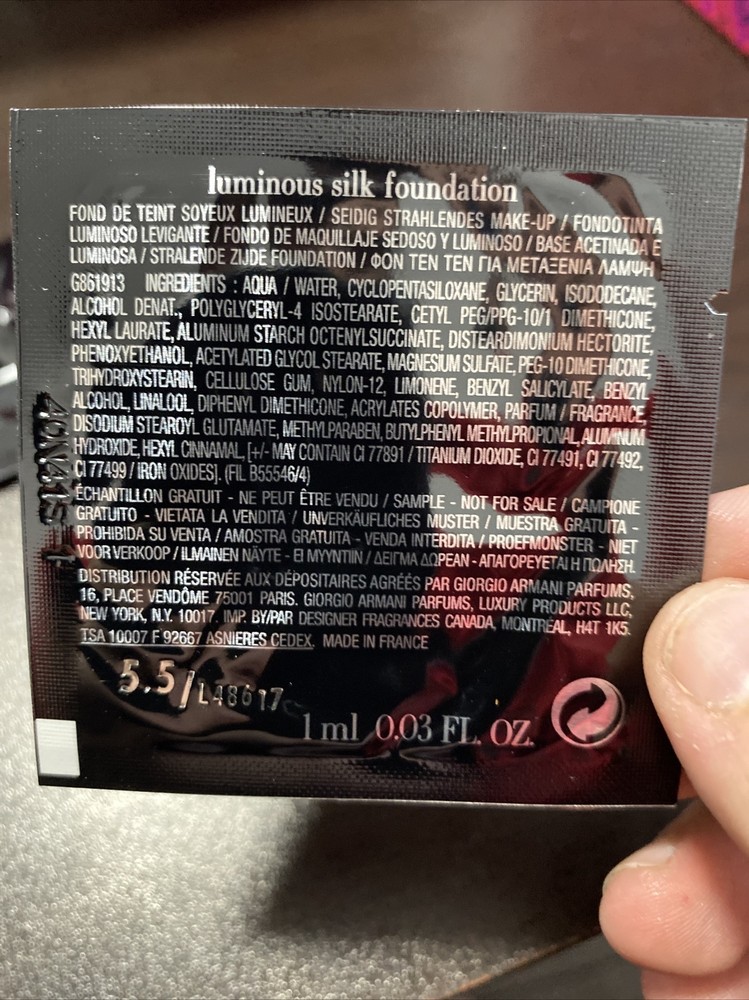 luminous silk foundation
FOND DE TEINT SOYEUX LUMINEUX / SEIDIG STRAHLENDES MAKE-UP / FONDOTINTA
LUMINOSO LEVIGANTE / FONDO DE MAQUILLAJE SEDOSO Y LUMINOSO / BASE ACETINADA E
LUMINOSA / STRALENDE ZIJDE FOUNDATION / ΦΟΝ ΤΕΝ ΤΕΝ ΓΙΑ ΜΕΤΑΞΕΝΙΑ ΛΑΜΨΗ
G861913 INGREDIENTS : AQUA / WATER, CYCLOPENTASILOXANE, GLYCERIN, ISODODECANE,
ALCOHOL DENAT., POLYGLYCERYL-4 ISOSTEARATE, CETYL PEG/PPG-10/1 DIMETHICONE,
HEXYL LAURATE, ALUMINUM STARCH OCTENYLSUCCINATE, DISTEARDIMONIUM HECTORITE,
PHENOXYETHANOL, ACETYLATED GLYCOL STEARATE, MAGNESIUM SULFATE, PEG-10 DIMETHICONE,
TRIHYDROXYSTEARIN, CELLULOSE GUM, NYLON-12, LIMONENE, BENZYL SALICYLATE, BENZYL
ALCOHOL, LINALOOL, DIPHENYL DIMETHICONE, ACRYLATES COPOLYMER, PARFUM / FRAGRANCE,
DISODIUM STEAROYL GLUTAMATE, METHYLPARABEN, BUTYLPHENYL METHYLPROPIONAL, ALUMINUM
HYDROXIDE, HEXYL CINNAMAL, [+/- MAY CONTAIN CI 77891 / TITANIUM DIOXIDE, CI 77491, CI 77492,
CI 77499 / IRON OXIDES]. (FIL B55546/4)
ÉCHANTILLON GRATUIT - NE PEUT ÊTRE VENDU / SAMPLE - NOT FOR SALE / CAMPIONE
GRATUITO - VIETATA LA VENDITA / UNVERKÄUFLICHES MUSTER / MUESTRA GRATUITA -
PROHIBIDA SU VENTA / AMOSTRA GRATUITA - VENDA INTERDITA / PROEFMONSTER - NIET
VOOR VERKOOP / ILMAINEN NÄYTE - EI MYYNTIIN / ΔΕΙΓΜΑ ΔΩΡΕΑΝ - ΑΠΑΓΟΡΕΥΕΤΑΙ Η ΠΩΛΗΣΗ.
DISTRIBUTION RÉSERVÉE AUX DÉPOSITAIRES AGRÉÉS PAR GIORGIO ARMANI PARFUMS,
16, PLACE VENDÔME 75001 PARIS. GIORGIO ARMANI PARFUMS, LUXURY PRODUCTS LLC,
NEW YORK, N.Y. 10017. IMP. BY/PAR DESIGNER FRAGRANCES CANADA, MONTRÉAL, H4T 1K5.
TSA 10007 F 92667 ASNIERES CEDEX. MADE IN FRANCE
5.5/L48617
1 ml 0.03 FL. OZ.